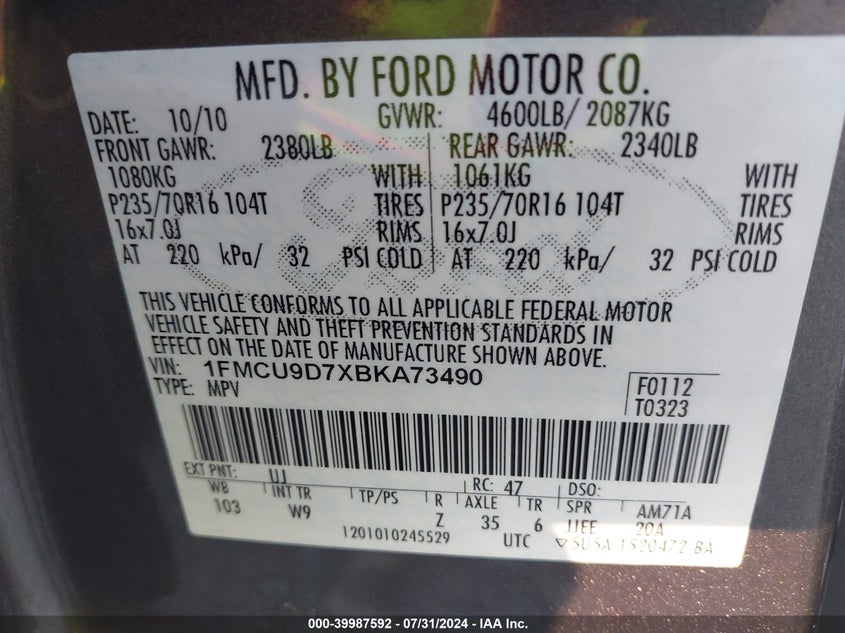 MFD. BY FORD MOTOR CO.
DATE: 10/10 GVWR: 4600LB/ 2087KG
FRONT GAWR: 2380LB REAR GAWR: 2340LB
1080KG WITH 1061KG WITH
P235/70R16 104T TIRES P235/70R16 104T TIRES
16x7.0J RIMS 16x7.0J RIMS
AT 220 kPa/ 32 PSI COLD AT 220 kPa/ 32 PSI COLD
THIS VEHICLE CONFORMS TO ALL APPLICABLE FEDERAL MOTOR
VEHICLE SAFETY AND THEFT PREVENTION STANDARDS IN
EFFECT ON THE DATE OF MANUFACTURE SHOWN ABOVE.
VIN: 1FMCU9D7XBKA73490
TYPE: MPV
F0112
T0323
EXT PNT: UJ RC: 47 DSO:
WB INT TR TP/PS R AXLE TR SPR AM71A
103 W9 Z 35 6 JJEE 20A
1201010245529 UTC ▽5U5A-1520472-BA
000-39987592 / 07/31/2024 - IAA Inc.